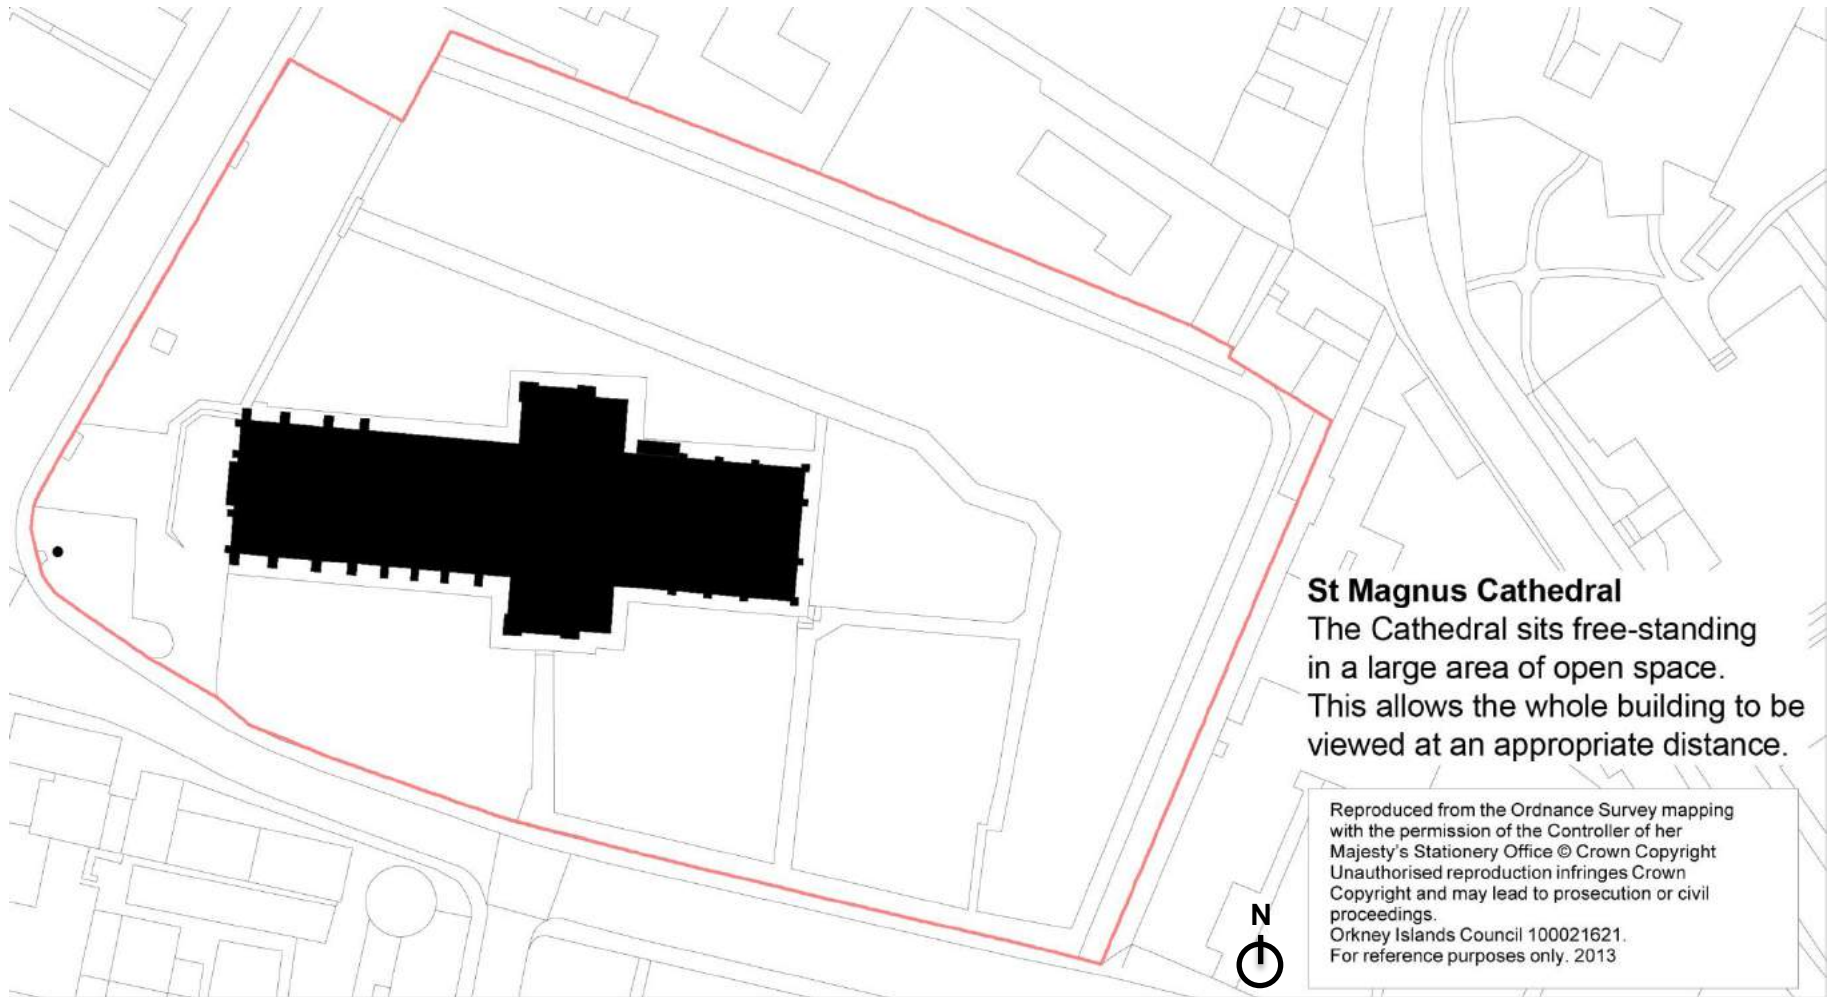 St Magnus Cathedral
The Cathedral sits free-standing
in a large area of open space.
This allows the whole building to be
viewed at an appropriate distance.
Reproduced from the Ordnance Survey mapping
with the permission of the Controller of her
Majesty's Stationery Office © Crown Copyright
Unauthorised reproduction infringes Crown
Copyright and may lead to prosecution or civil
proceedings.
Orkney Islands Council 100021621.
For reference purposes only. 2013
N